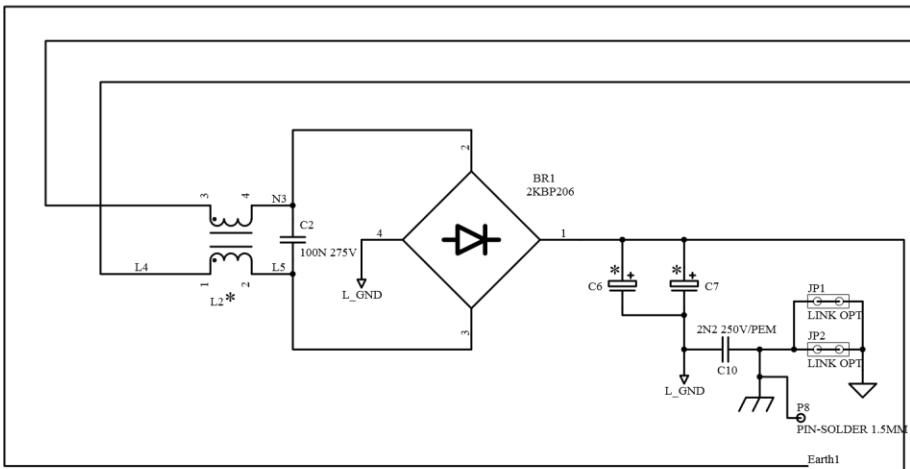 2
BR1
2KBP206
3
4
N3
C2
100N 275V
4
1
L4
L5
1
2
L2*
L_GND
*
+
C6
*
+
C7
3
2N2 250V/PEM
C10
L_GND
JP1
LINK OPT
JP2
LINK OPT
P8
PIN-SOLDER 1.5MM
Earth1